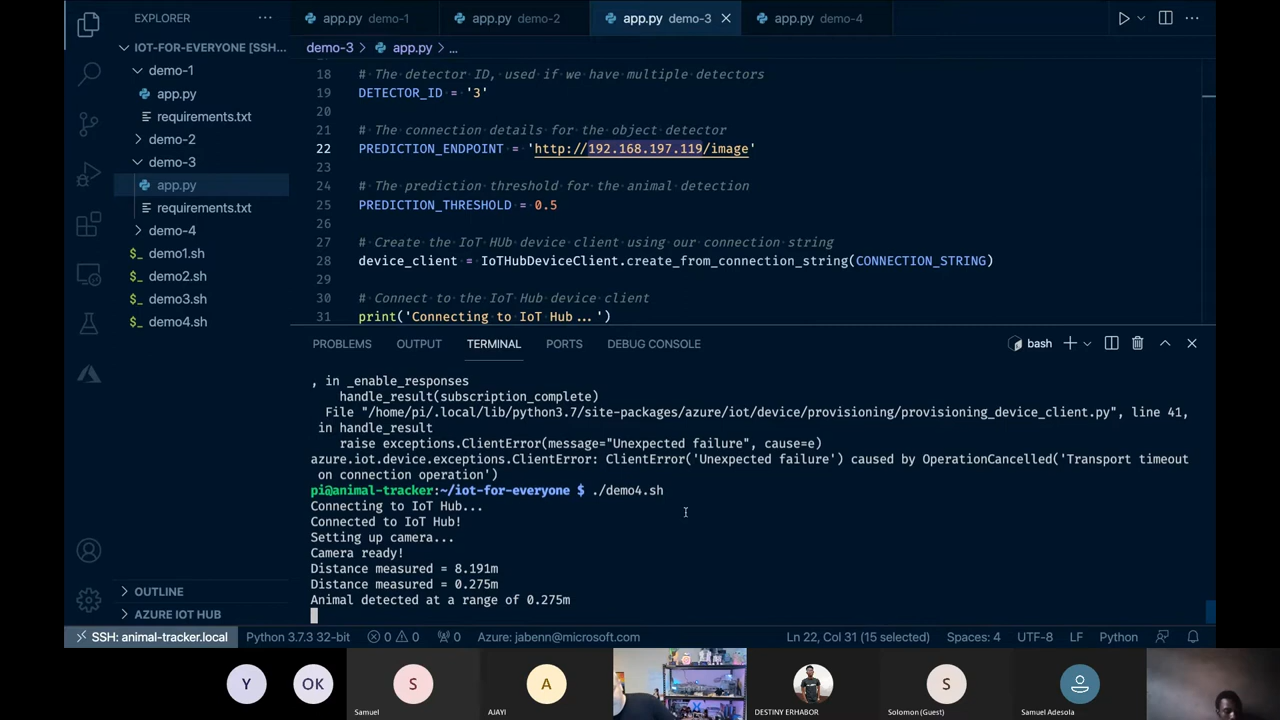 EXPLORER
app.py demo-1
app.py demo-2
app.py demo-3
app.py demo-4
IOT-FOR-EVERYONE [SSH...
demo-1
app.py
requirements.txt
demo-2
demo-3
app.py
requirements.txt
demo-4
$_ demo1.sh
$_ demo2.sh
$_ demo3.sh
$_ demo4.sh
OUTLINE
AZURE IOT HUB
demo-3 > app.py > ...
18 # The detector ID, used if we have multiple detectors
19 DETECTOR_ID = '3'
20
21 # The connection details for the object detector
22 PREDICTION_ENDPOINT = 'http://192.168.197.119/image'
23
24 # The prediction threshold for the animal detection
25 PREDICTION_THRESHOLD = 0.5
26
27 # Create the IoT HUb device client using our connection string
28 device_client = IoTHubDeviceClient.create_from_connection_string(CONNECTION_STRING)
29
30 # Connect to the IoT Hub device client
31 print('Connecting to IoT Hub...')
PROBLEMS OUTPUT TERMINAL PORTS DEBUG CONSOLE
bash
, in _enable_responses
handle_result(subscription_complete)
File "/home/pi/.local/lib/python3.7/site-packages/azure/iot/device/provisioning/provisioning_device_client.py", line 41,
in handle_result
raise exceptions.ClientError(message="Unexpected failure", cause=e)
azure.iot.device.exceptions.ClientError: ClientError('Unexpected failure') caused by OperationCancelled('Transport timeout
on connection operation')
pi@animal-tracker:~/iot-for-everyone $ ./demo4.sh
Connecting to IoT Hub...
Connected to IoT Hub!
Setting up camera...
Camera ready!
Distance measured = 8.191m
Distance measured = 0.275m
Animal detected at a range of 0.275m
SSH: animal-tracker.local
Python 3.7.3 32-bit
0 0
0
Azure: jabenn@microsoft.com
Ln 22, Col 31 (15 selected)
Spaces: 4
UTF-8
LF
Python
Y
OK
S
Samuel
A
AJAYI
DESTINY ERHABOR
S
Solomon (Guest)
Samuel Adesola